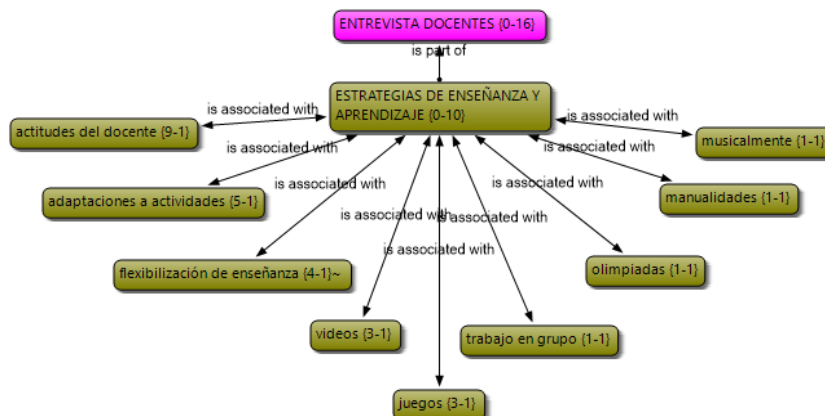 ENTREVISTA DOCENTES {0-16}
is part of
ESTRATEGIAS DE ENSEÑANZA Y
APRENDIZAJE {0-10}
is associated with
actitudes del docente {9-1}
is associated with
musicalmente {1-1}
is associated with
is associated with
adaptaciones a actividades {5-1}
is associated with
manualidades {1-1}
is associated with
is associated with
is associated with
flexibilización de enseñanza {4-1}~
olimpiadas {1-1}
videos {3-1}
trabajo en grupo {1-1}
juegos {3-1}